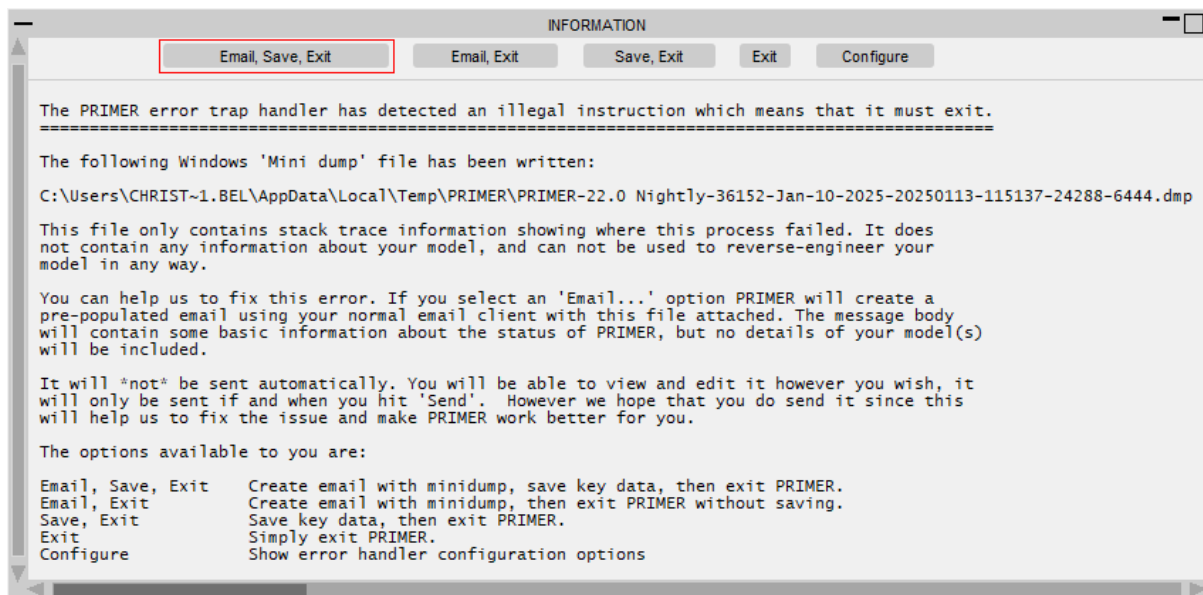 INFORMATION
Email, Save, Exit Email, Exit Save, Exit Exit Configure
The PRIMER error trap handler has detected an illegal instruction which means that it must exit.
================================================================================================
The following Windows 'Mini dump' file has been written:
C:\Users\CHRIST~1.BEL\AppData\Local\Temp\PRIMER\PRIMER-22.0 Nightly-36152-Jan-10-2025-20250113-115137-24288-6444.dmp
This file only contains stack trace information showing where this process failed. It does
not contain any information about your model, and can not be used to reverse-engineer your
model in any way.
You can help us to fix this error. If you select an 'Email...' option PRIMER will create a
pre-populated email using your normal email client with this file attached. The message body
will contain some basic information about the status of PRIMER, but no details of your model(s)
will be included.
It will *not* be sent automatically. You will be able to view and edit it however you wish, it
will only be sent if and when you hit 'Send'.  However we hope that you do send it since this
will help us to fix the issue and make PRIMER work better for you.
The options available to you are:
Email, Save, Exit    Create email with minidump, save key data, then exit PRIMER.
Email, Exit          Create email with minidump, then exit PRIMER without saving.
Save, Exit           Save key data, then exit PRIMER.
Exit                 Simply exit PRIMER.
Configure            Show error handler configuration options